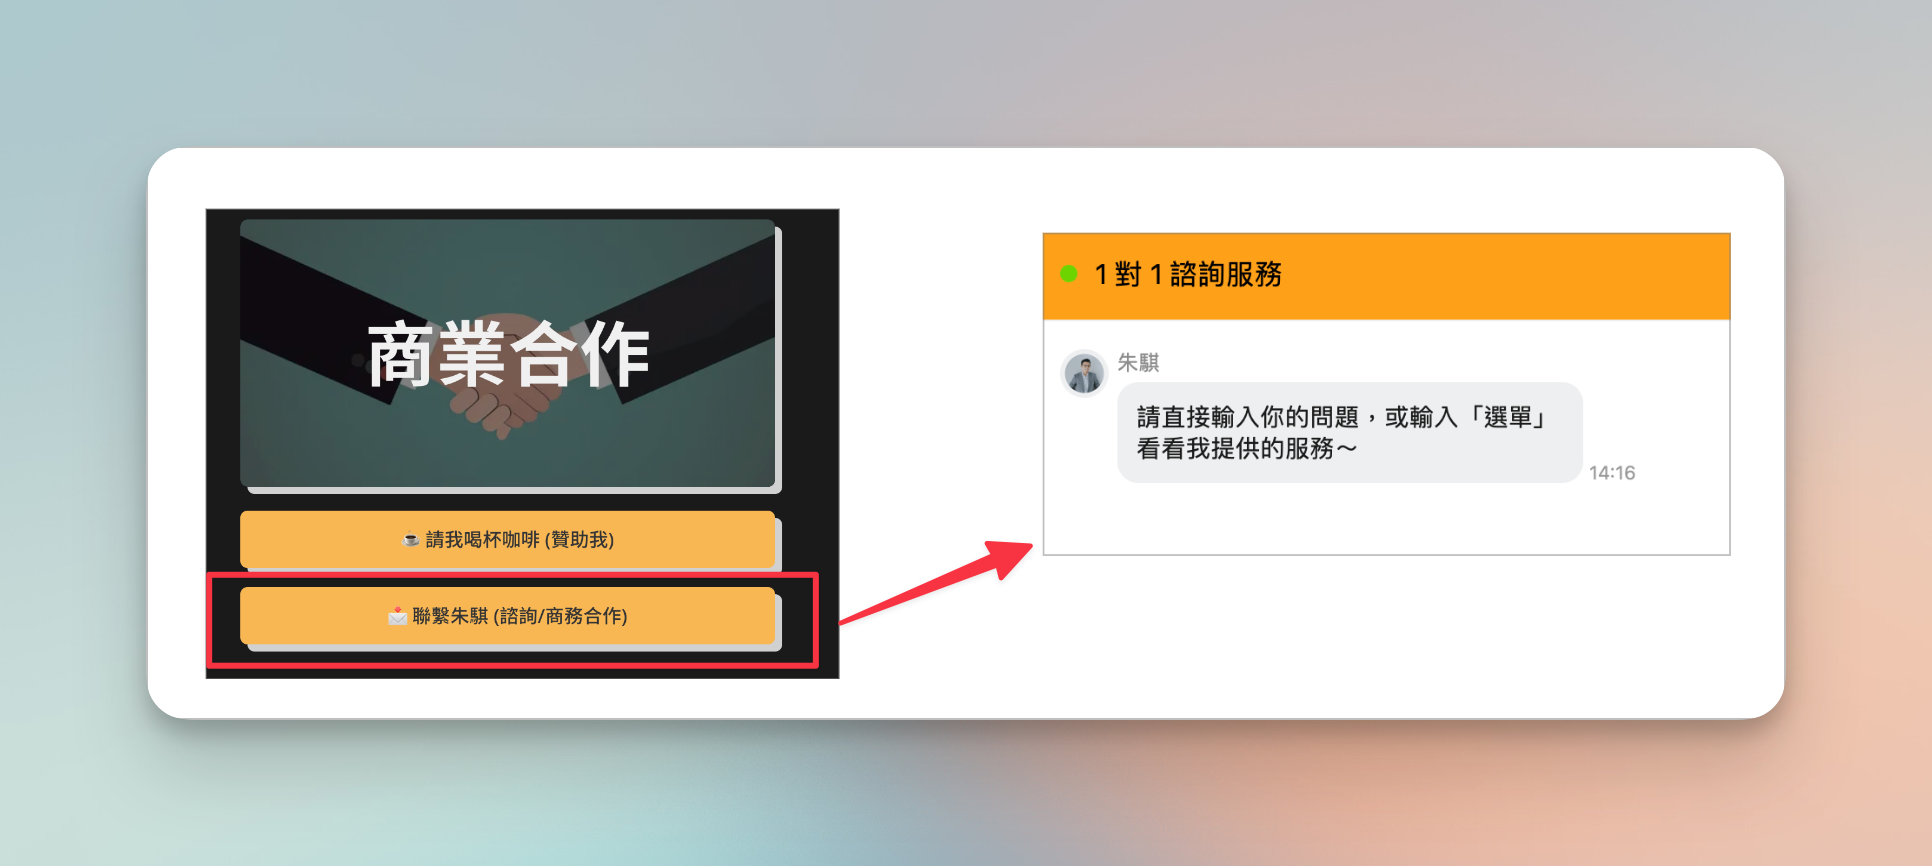 商業合作
☕ 請我喝杯咖啡 (贊助我)
📩 聯繫朱騏 (諮詢/商務合作)
1 對 1 諮詢服務
朱騏
請直接輸入你的問題，或輸入「選單」
看看我提供的服務～
14:16